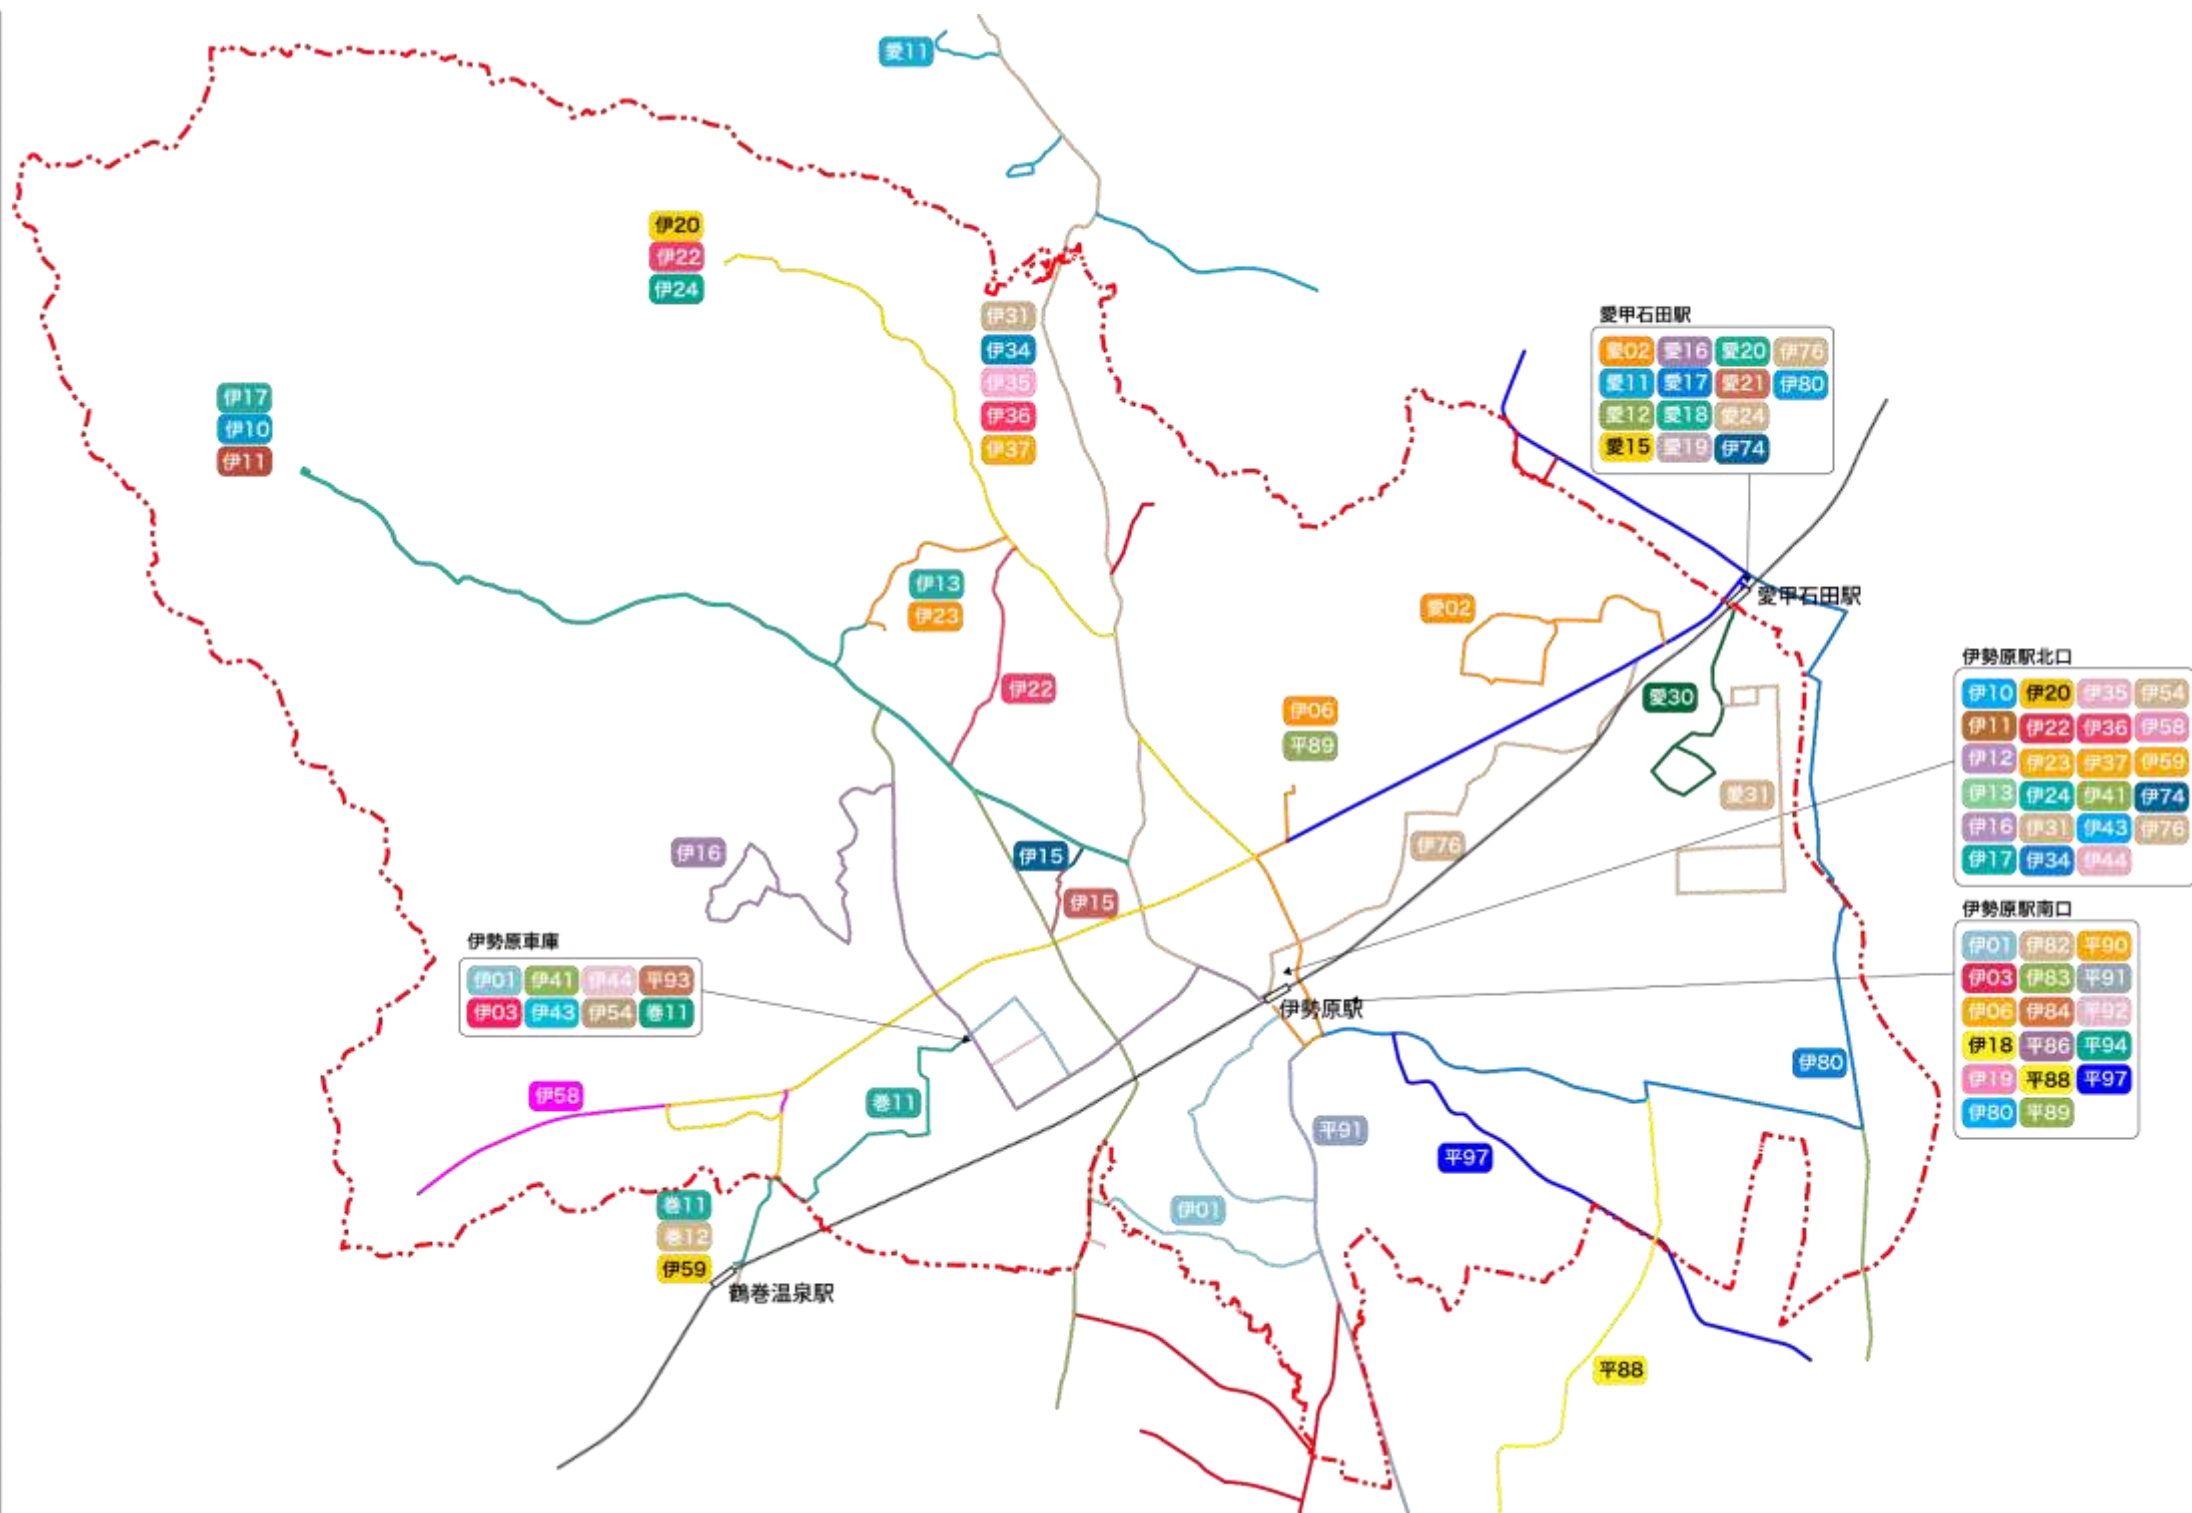 愛11
伊20
伊22
伊24
伊31
伊34
伊35
伊36
伊37
愛甲石田駅
愛02 愛16 愛20 伊76
愛11 愛17 愛21 伊80
愛12 愛18 愛24
愛15 愛19 伊74
伊17
伊10
伊11
伊13
伊23
愛甲石田駅
愛02
伊22
愛30
伊06
平89
伊勢原駅北口
伊10 伊20 伊35 伊54
伊11 伊22 伊36 伊58
伊12 伊23 伊37 伊59
伊13 伊24 伊41 伊74
伊16 伊31 伊43 伊76
伊17 伊34 伊44
愛31
伊76
伊16
伊15
伊15
伊勢原駅南口
伊01 伊82 平90
伊03 伊83 平91
伊06 伊84 平92
伊18 平86 平94
伊19 平88 平97
伊80 平89
伊勢原車庫
伊01 伊41 伊44 平93
伊03 伊43 伊54 巻11
伊勢原駅
伊80
伊58
巻11
平91
平97
巻11
巻12
伊59
伊01
鶴巻温泉駅
平88